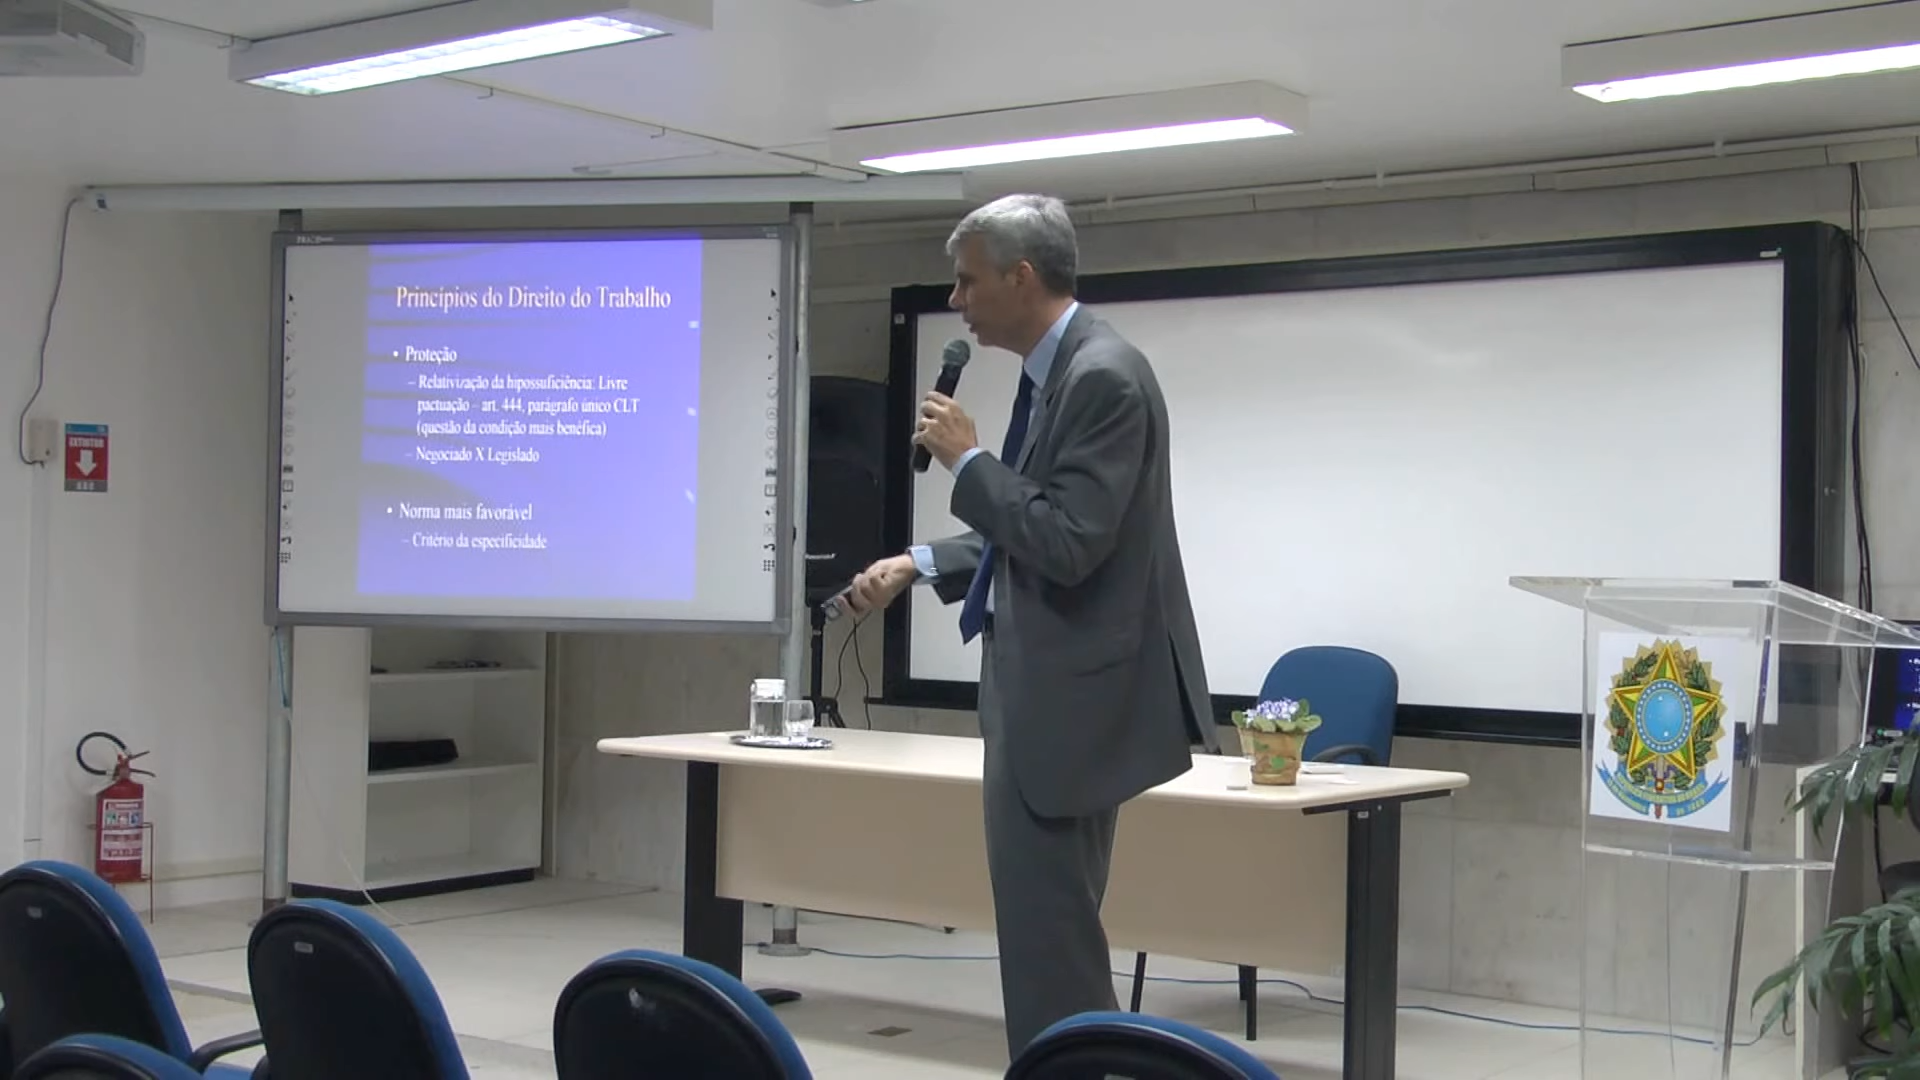 Princípios do Direito do Trabalho
• Proteção
– Relativização da hipossuficiência: Livre
pactuação – art. 444, parágrafo único CLT
(questão da condição mais benéfica)
– Negociado X Legislado
• Norma mais favorável
– Critério da especificidade
EXTINTOR